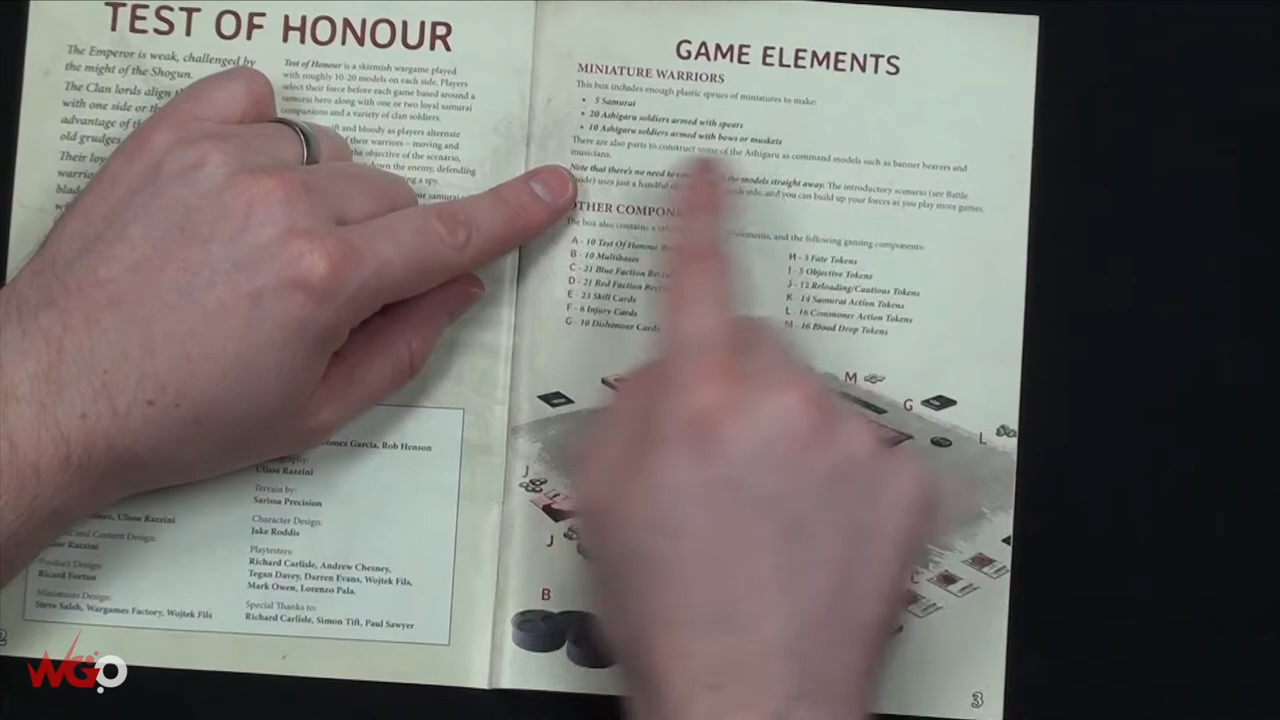 TEST OF HONOUR
The Emperor is weak, challenged by
the might of the Shogun.
The Clan lords align
with one side or
advantage of
old grudges
Their
Test of Honour is a skirmish wargame played
with roughly 10-20 models on each side. Players
select their force before each game based around a
samurai hero along with one or two loyal samurai
companions and a variety of clan soldiers.
and bloody as players alternate
their warriors – moving and
the objective of the scenario,
down the enemy, defending
a spy.
samurai
Gomez Garcia, Rob Henson
Ulisse Razzini
Terrain by:
Sarissa Precision
Ulisse Razzini
and Content Design:
Razzini
Product Design:
Ricard Fortun
Miniatures Design:
Steve Saleh, Wargames Factory, Wojtek Fils
Character Design:
Jake Roddis
Playtesters:
Richard Carlisle, Andrew Chesney,
Tegan Davey, Darren Evans, Wojtek Fils,
Mark Owen, Lorenzo Pala.
Special Thanks to:
Richard Carlisle, Simon Tift, Paul Sawyer
2
GAME ELEMENTS
MINIATURE WARRIORS
This box includes enough plastic sprues of miniatures to make:
• 5 Samurai
• 20 Ashigaru soldiers armed with spears
• 10 Ashigaru soldiers armed with bows or muskets
There are also parts to construct some of the Ashigaru as command models such as banner bearers and
musicians.
Note that there's no need to the models straight away. The introductory scenario (see Battle
Guide) uses just a handful side, and you can build up your forces as you play more games.
OTHER
The box also contains a elements, and the following gaming components:
A - 10 Test Of Honour
B - 10 Multibases
C - 21 Blue Faction
D - 21 Red Faction
E - 23 Skill Cards
F - 6 Injury Cards
G - 10 Dishonour Cards
H - 3 Fate Tokens
I - 5 Objective Tokens
J - 12 Reloading/Cautious Tokens
K - 14 Samurai Action Tokens
L - 16 Commoner Action Tokens
M - 16 Blood Drop Tokens
M
G
L
J
J
B
C
3
WGO